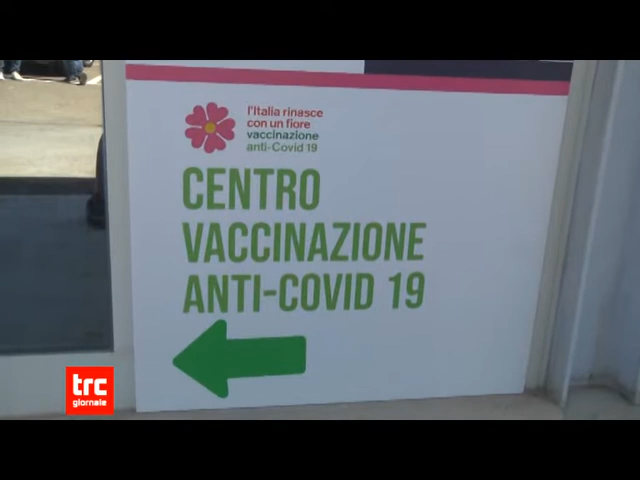 l'Italia rinasce
con un fiore
vaccinazione
anti-Covid 19
CENTRO
VACCINAZIONE
ANTI-COVID 19
trc
giornale